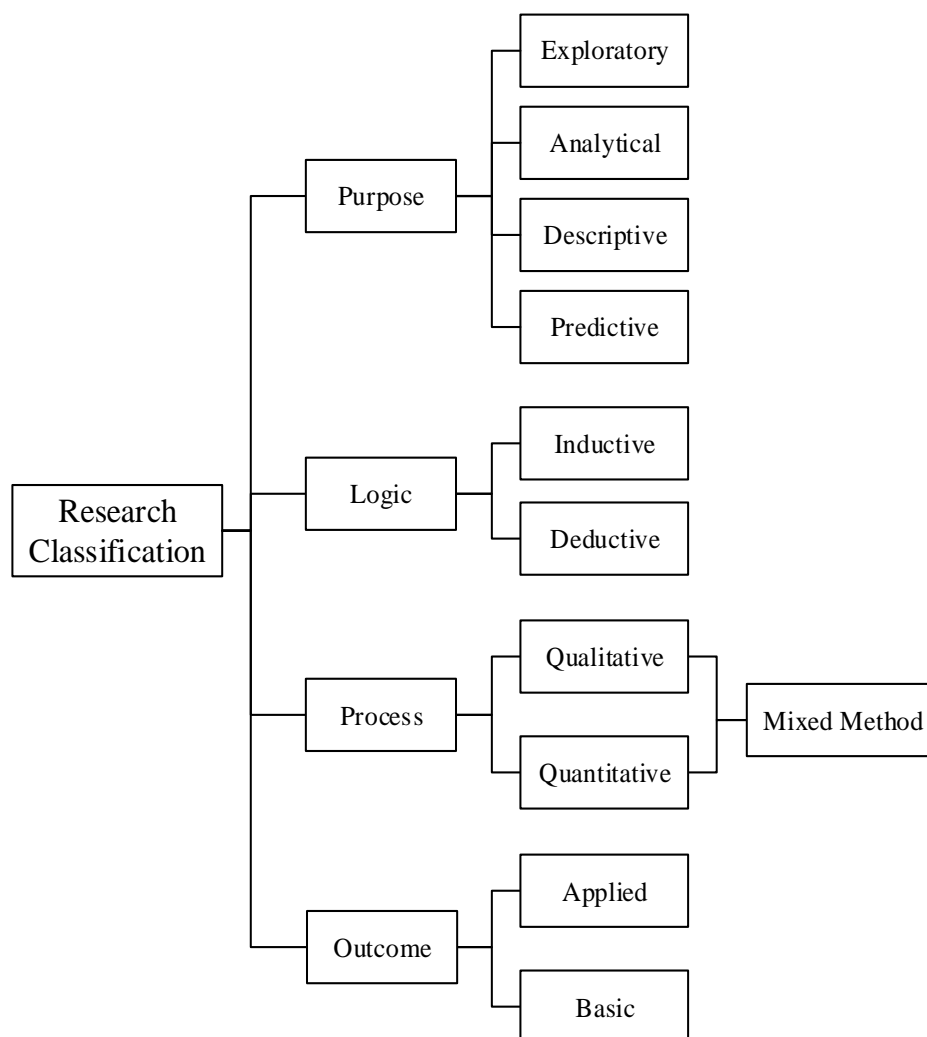 Exploratory
Analytical
Purpose
Descriptive
Predictive
Inductive
Logic
Research
Classification
Deductive
Qualitative
Process
Mixed Method
Quantitative
Applied
Outcome
Basic